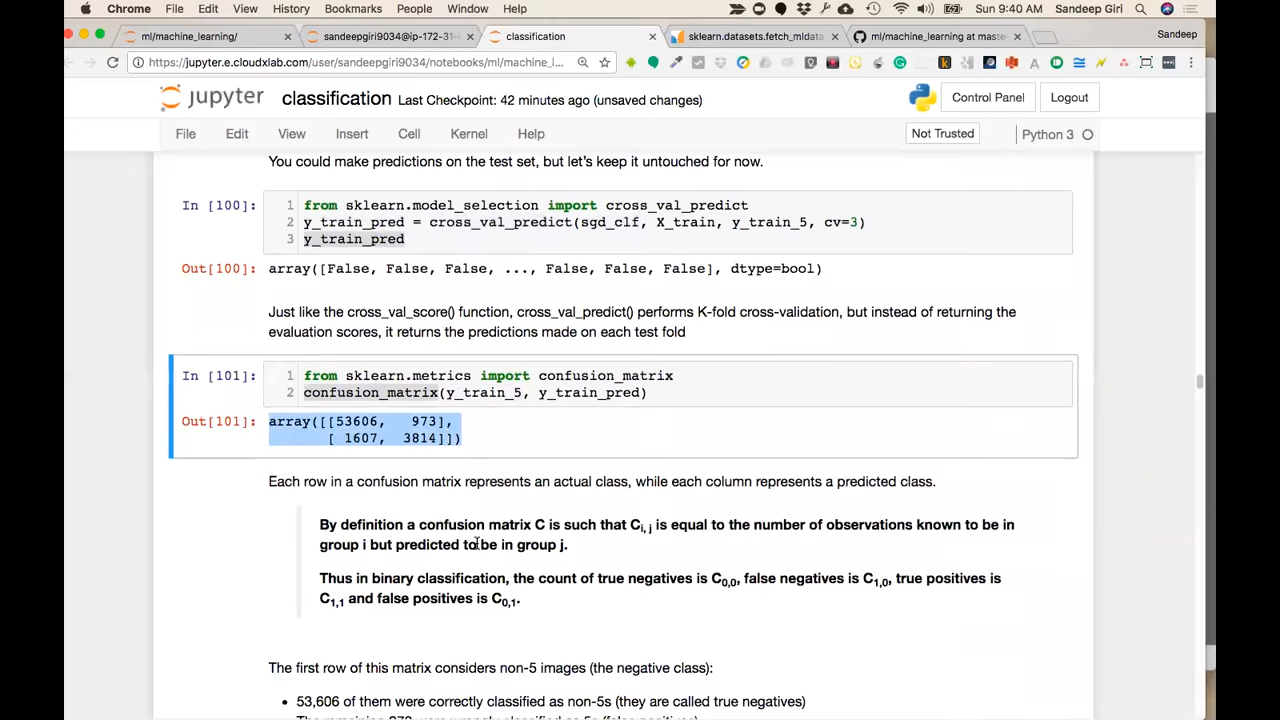 Chrome File Edit View History Bookmarks People Window Help Sun 9:40 AM Sandeep Giri
ml/machine_learning/ × sandeepgiri9034@ip-172-31- × classification × sklearn.datasets.fetch_mldata × ml/machine_learning at maste × Sandeep
https://jupyter.e.cloudxlab.com/user/sandeepgiri9034/notebooks/ml/machine_l...
jupyter classification Last Checkpoint: 42 minutes ago (unsaved changes) Control Panel Logout
File Edit View Insert Cell Kernel Help Not Trusted Python 3
You could make predictions on the test set, but let's keep it untouched for now.
In [100]: 1 from sklearn.model_selection import cross_val_predict
2 y_train_pred = cross_val_predict(sgd_clf, X_train, y_train_5, cv=3)
3 y_train_pred
Out[100]: array([False, False, False, ..., False, False, False], dtype=bool)
Just like the cross_val_score() function, cross_val_predict() performs K-fold cross-validation, but instead of returning the
evaluation scores, it returns the predictions made on each test fold
In [101]: 1 from sklearn.metrics import confusion_matrix
2 confusion_matrix(y_train_5, y_train_pred)
Out[101]: array([[53606, 973],
[ 1607, 3814]])
Each row in a confusion matrix represents an actual class, while each column represents a predicted class.
By definition a confusion matrix C is such that Ci, j is equal to the number of observations known to be in
group i but predicted to be in group j.
Thus in binary classification, the count of true negatives is C0,0, false negatives is C1,0, true positives is
C1,1 and false positives is C0,1.
The first row of this matrix considers non-5 images (the negative class):
• 53,606 of them were correctly classified as non-5s (they are called true negatives)